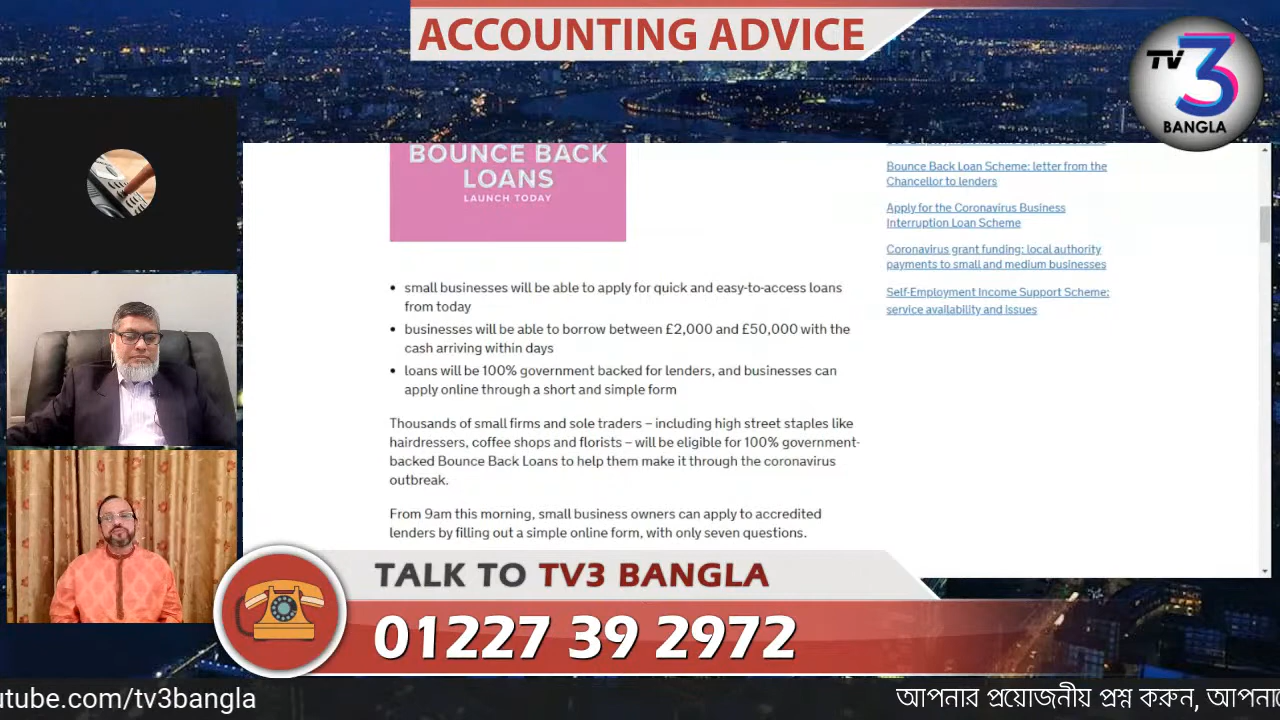 ACCOUNTING ADVICE
TV 3
BANGLA
BOUNCE BACK
LOANS
LAUNCH TODAY
• small businesses will be able to apply for quick and easy-to-access loans
from today
• businesses will be able to borrow between £2,000 and £50,000 with the
cash arriving within days
• loans will be 100% government backed for lenders, and businesses can
apply online through a short and simple form
Thousands of small firms and sole traders – including high street staples like
hairdressers, coffee shops and florists – will be eligible for 100% government-
backed Bounce Back Loans to help them make it through the coronavirus
outbreak.
From 9am this morning, small business owners can apply to accredited
lenders by filling out a simple online form, with only seven questions.
Bounce Back Loan Scheme: letter from the
Chancellor to lenders
Apply for the Coronavirus Business
Interruption Loan Scheme
Coronavirus grant funding: local authority
payments to small and medium businesses
Self-Employment Income Support Scheme:
service availability and issues
TALK TO TV3 BANGLA
01227 39 2972
utube.com/tv3bangla
আপনার প্রয়োজনীয় প্রশ্ন করুন, আপনা